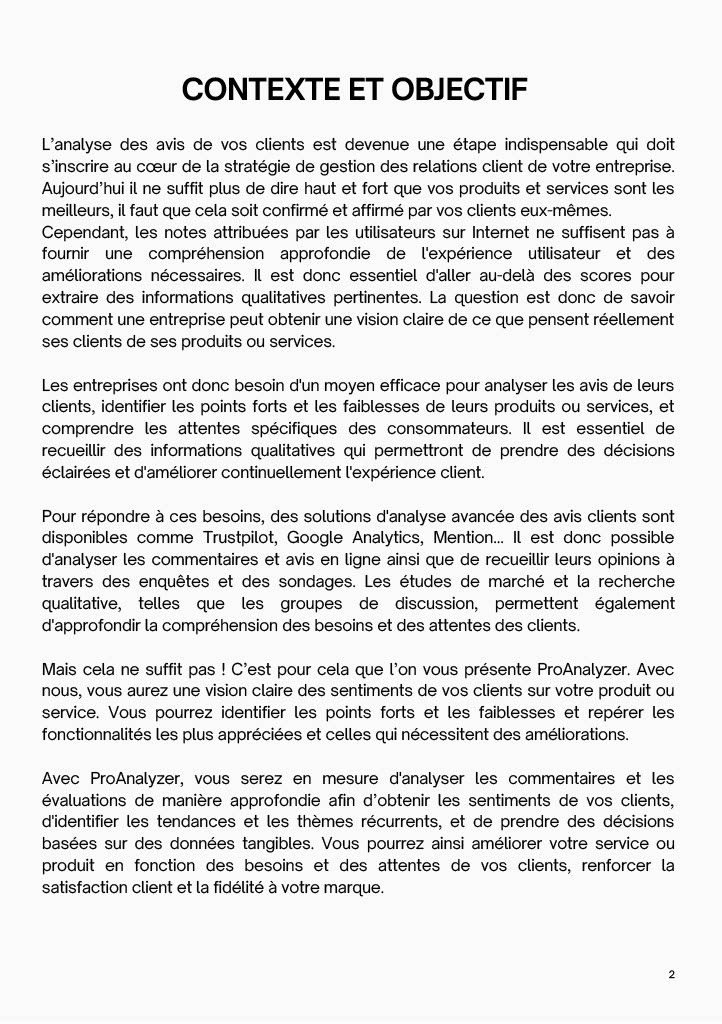 CONTEXTE ET OBJECTIF
L’analyse des avis de vos clients est devenue une étape indispensable qui doit
s’inscrire au cœur de la stratégie de gestion des relations client de votre entreprise.
Aujourd’hui il ne suffit plus de dire haut et fort que vos produits et services sont les
meilleurs, il faut que cela soit confirmé et affirmé par vos clients eux-mêmes.
Cependant, les notes attribuées par les utilisateurs sur Internet ne suffisent pas à
fournir une compréhension approfondie de l'expérience utilisateur et des
améliorations nécessaires. Il est donc essentiel d'aller au-delà des scores pour
extraire des informations qualitatives pertinentes. La question est donc de savoir
comment une entreprise peut obtenir une vision claire de ce que pensent réellement
ses clients de ses produits ou services.
Les entreprises ont donc besoin d'un moyen efficace pour analyser les avis de leurs
clients, identifier les points forts et les faiblesses de leurs produits ou services, et
comprendre les attentes spécifiques des consommateurs. Il est essentiel de
recueillir des informations qualitatives qui permettront de prendre des décisions
éclairées et d'améliorer continuellement l'expérience client.
Pour répondre à ces besoins, des solutions d'analyse avancée des avis clients sont
disponibles comme Trustpilot, Google Analytics, Mention... Il est donc possible
d'analyser les commentaires et avis en ligne ainsi que de recueillir leurs opinions à
travers des enquêtes et des sondages. Les études de marché et la recherche
qualitative, telles que les groupes de discussion, permettent également
d'approfondir la compréhension des besoins et des attentes des clients.
Mais cela ne suffit pas ! C’est pour cela que l’on vous présente ProAnalyzer. Avec
nous, vous aurez une vision claire des sentiments de vos clients sur votre produit ou
service. Vous pourrez identifier les points forts et les faiblesses et repérer les
fonctionnalités les plus appréciées et celles qui nécessitent des améliorations.
Avec ProAnalyzer, vous serez en mesure d'analyser les commentaires et les
évaluations de manière approfondie afin d’obtenir les sentiments de vos clients,
d'identifier les tendances et les thèmes récurrents, et de prendre des décisions
basées sur des données tangibles. Vous pourrez ainsi améliorer votre service ou
produit en fonction des besoins et des attentes de vos clients, renforcer la
satisfaction client et la fidélité à votre marque.
2